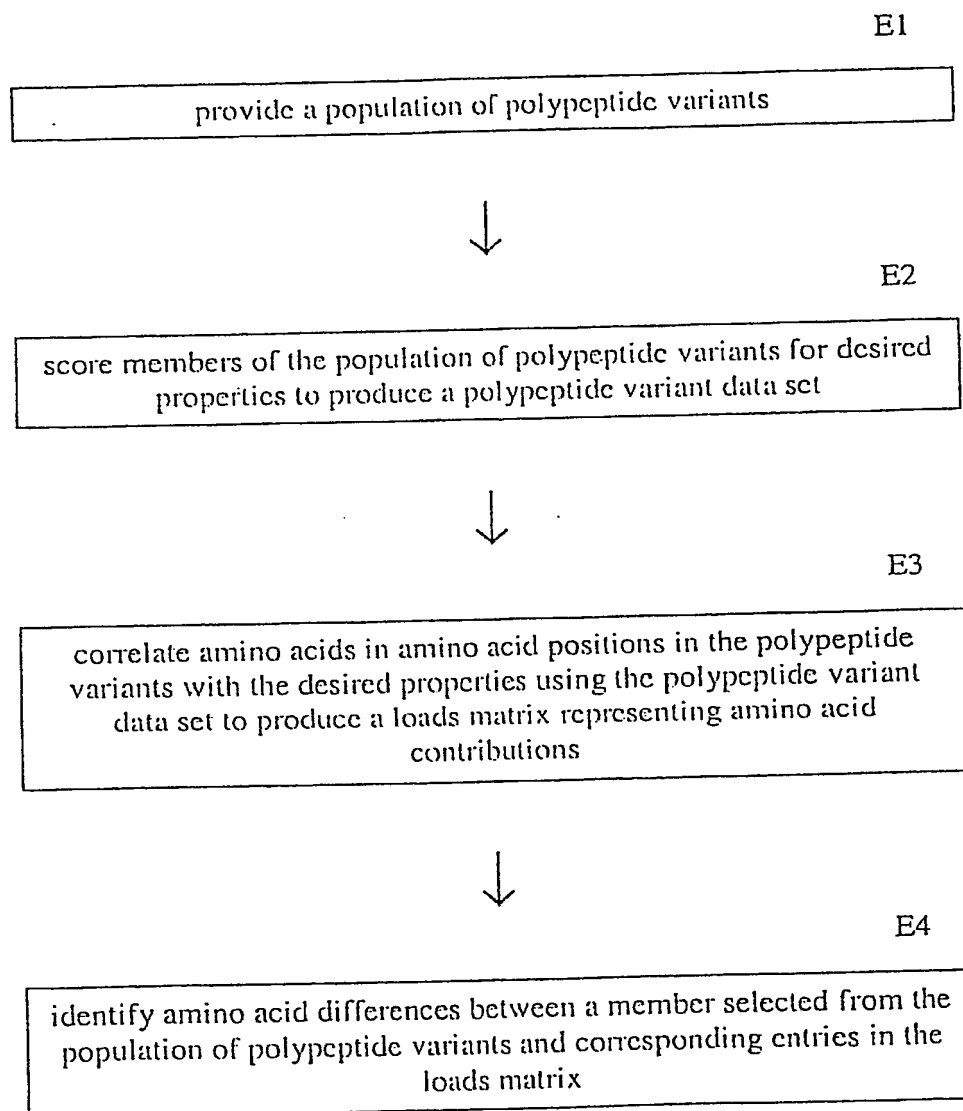 E1
provide a population of polypeptide variants
E2
score members of the population of polypeptide variants for desired
properties to produce a polypeptide variant data set
E3
correlate amino acids in amino acid positions in the polypeptide
variants with the desired properties using the polypeptide variant
data set to produce a loads matrix representing amino acid
contributions
E4
identify amino acid differences between a member selected from the
population of polypeptide variants and corresponding entries in the
loads matrix